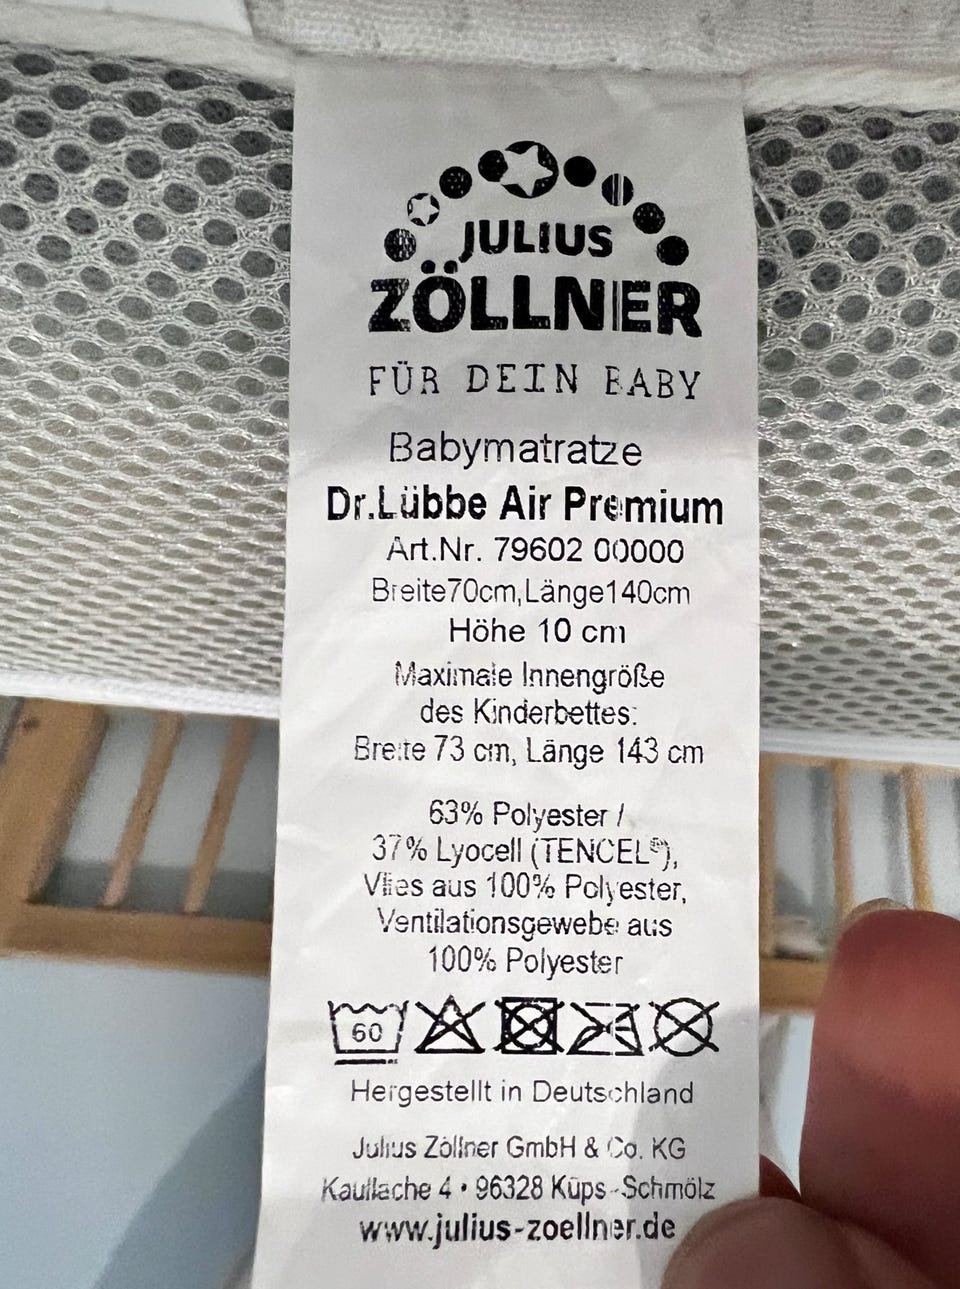 JULIUS
ZÖLLNER
FÜR DEIN BABY
Babymatratze
Dr.Lübbe Air Premium
Art.Nr. 79602 00000
Breite70cm,Länge140cm
Höhe 10 cm
Maximale Innengröße
des Kinderbettes:
Breite 73 cm, Länge 143 cm
63% Polyester /
37% Lyocell (TENCEL®),
Vlies aus 100% Polyester,
Ventilationsgewebe aus
100% Polyester
60
Hergestellt in Deutschland
Julius Zöllner GmbH & Co. KG
Kaullache 4 • 96328 Küps-Schmölz
www.julius-zoellner.de